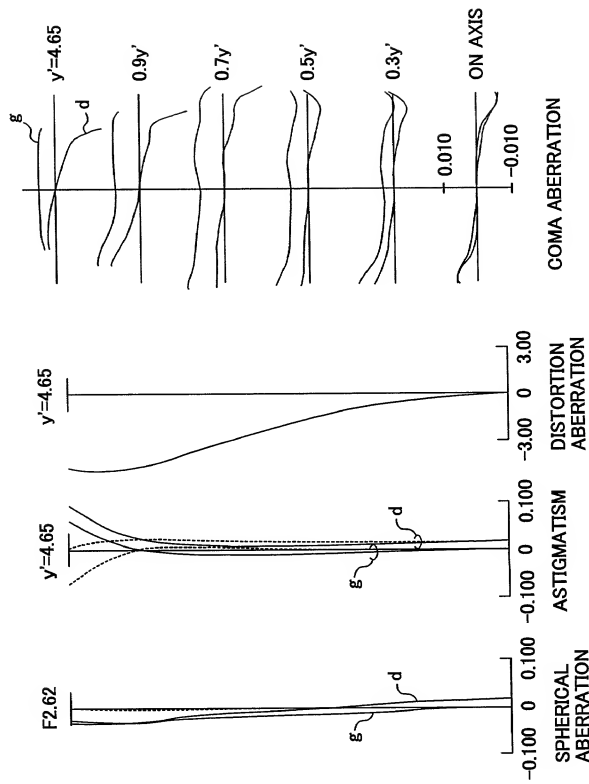 F2.62
d
g
-0.100
0
0.100
SPHERICAL
ABERRATION
y'=4.65
d
g
-0.100
0
0.100
ASTIGMATISM
y'=4.65
-3.00
0
3.00
DISTORTION
ABERRATION
g
d
y'=4.65
0.9y'
0.7y'
0.5y'
0.3y'
0.010
ON AXIS
-0.010
COMA ABERRATION